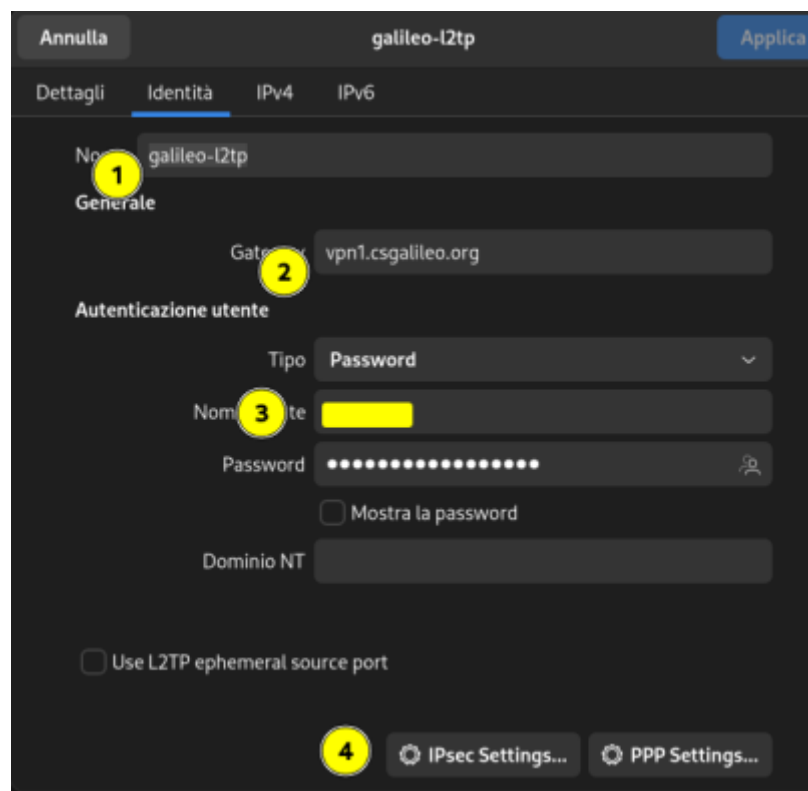 Annulla galileo-l2tp Applica
Dettagli Identità IPv4 IPv6
1 galileo-l2tp
Generale
2 vpn1.csgalileo.org
Autenticazione utente
Tipo Password
3
Password ●●●●●●●●●●●●●●●●●
Mostra la password
Dominio NT
Use L2TP ephemeral source port
4 IPsec Settings... PPP Settings...